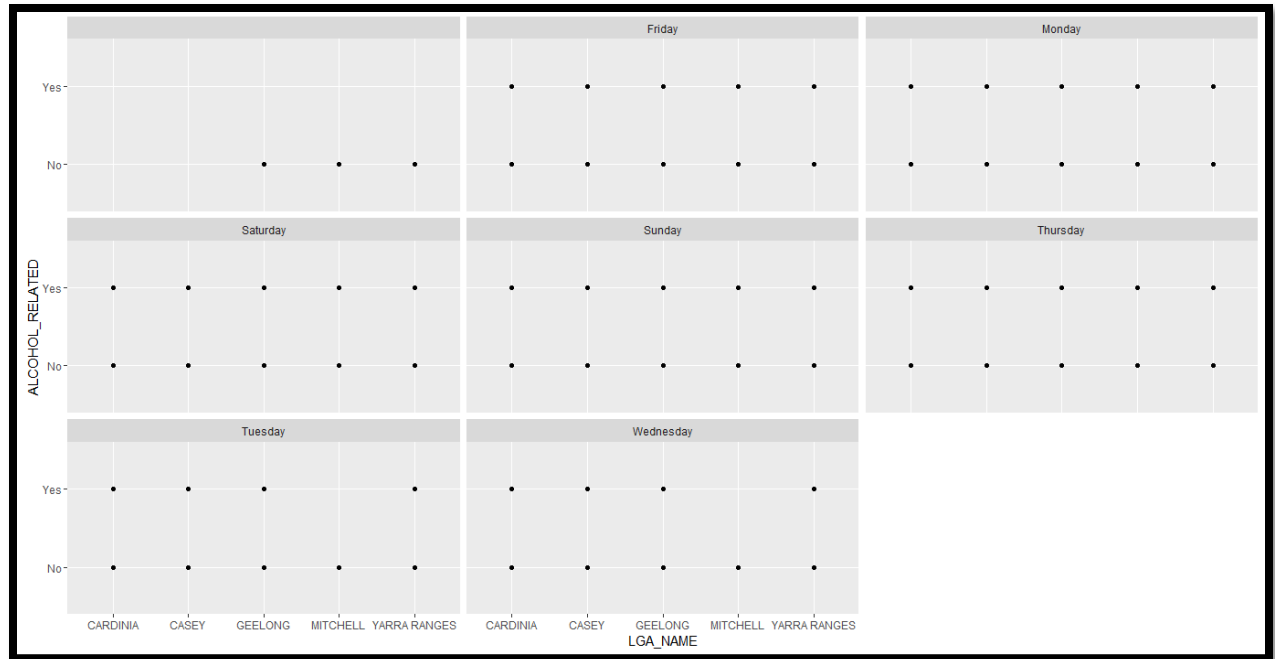 Friday
Monday
Yes
No
Saturday
Sunday
Thursday
ALCOHOL_RELATED
Yes
No
Tuesday
Wednesday
Yes
No
CARDINIA CASEY GEELONG MITCHELL YARRA RANGES CARDINIA CASEY GEELONG MITCHELL YARRA RANGES
LGA_NAME